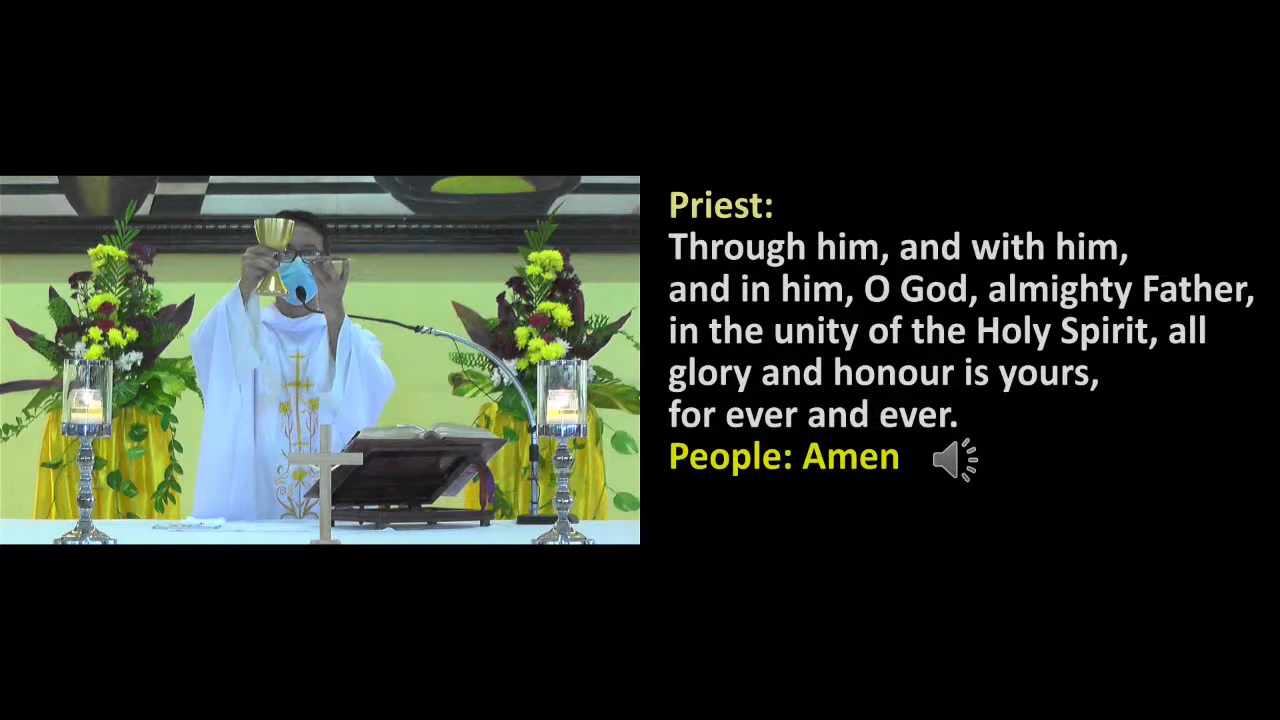 Priest:
Through him, and with him,
and in him, O God, almighty Father,
in the unity of the Holy Spirit, all
glory and honour is yours,
for ever and ever.
People: Amen